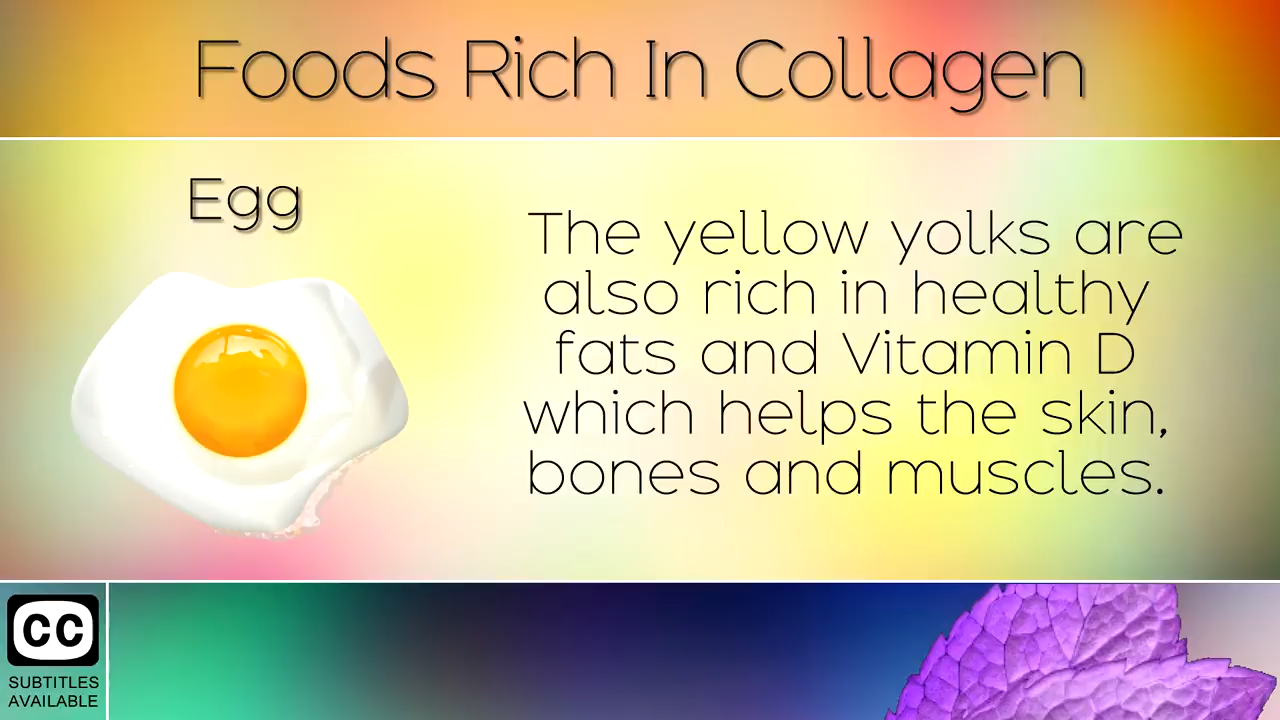 Foods Rich In Collagen
Egg
The yellow yolks are
also rich in healthy
fats and Vitamin D
which helps the skin,
bones and muscles.
CC
SUBTITLES
AVAILABLE